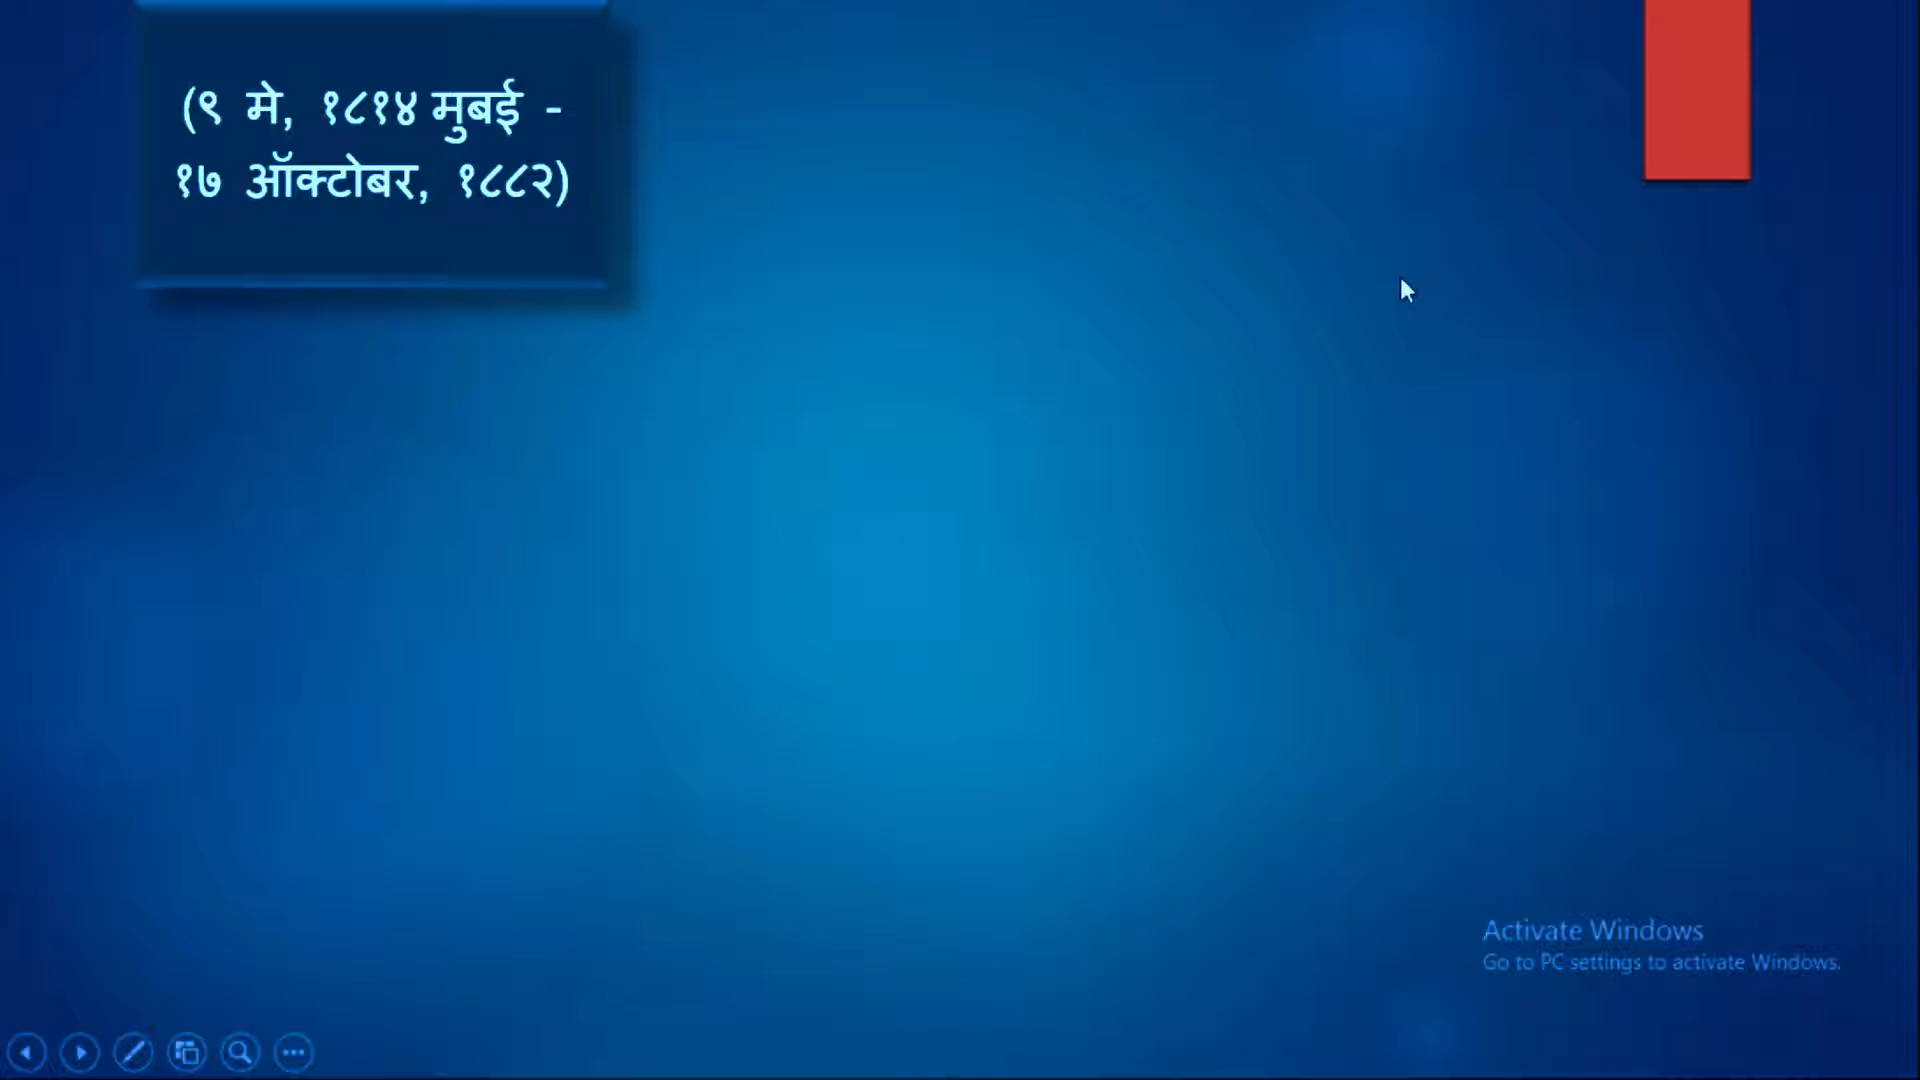 (९ मे, १८१४ मुबई -
१७ ऑक्टोबर, १८८२)
Activate Windows
Go to PC settings to activate Windows.